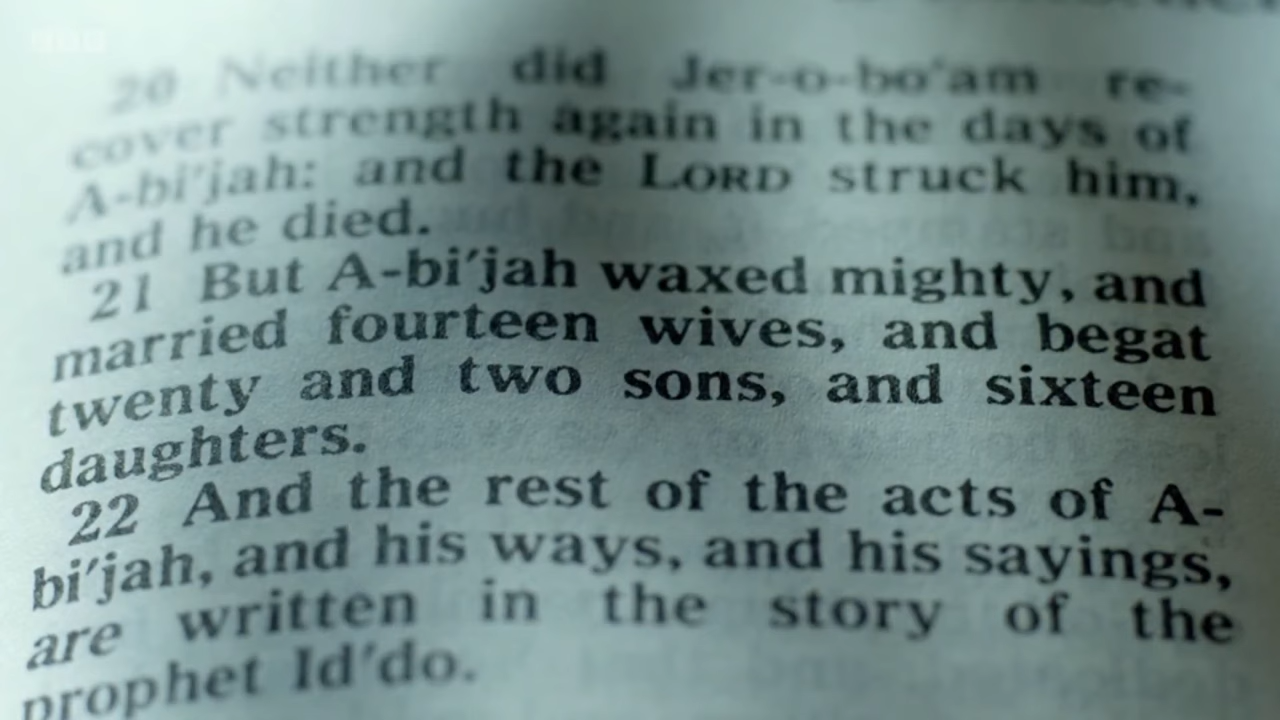 20 Neither did Jer-o-bo'am re-
cover strength again in the days of
A-bi'jah: and the LORD struck him,
and he died.
21 But A-bi'jah waxed mighty, and
married fourteen wives, and begat
twenty and two sons, and sixteen
daughters.
22 And the rest of the acts of A-
bi'jah, and his ways, and his sayings,
are written in the story of the
prophet Id'do.